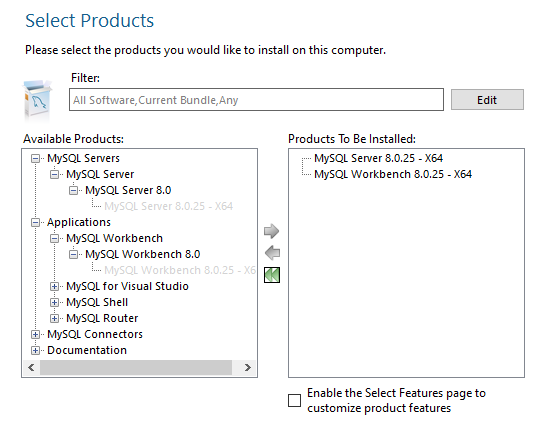 Select Products
Please select the products you would like to install on this computer.
Filter:
All Software,Current Bundle,Any
Edit
Available Products:
MySQL Servers
MySQL Server
MySQL Server 8.0
MySQL Server 8.0.25 - X64
Applications
MySQL Workbench
MySQL Workbench 8.0
MySQL Workbench 8.0.25 - X6
MySQL for Visual Studio
MySQL Shell
MySQL Router
MySQL Connectors
Documentation
Products To Be Installed:
MySQL Server 8.0.25 - X64
MySQL Workbench 8.0.25 - X64
Enable the Select Features page to
customize product features